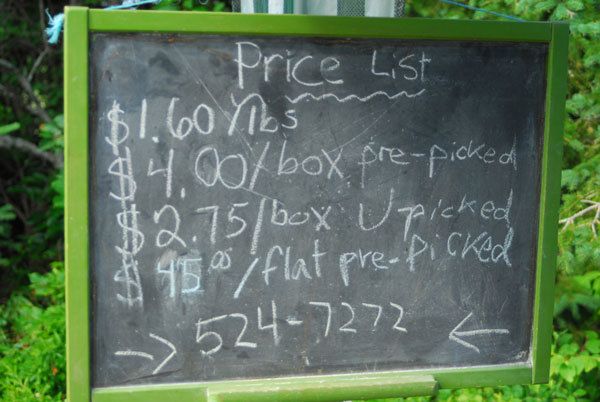 Price List
$1.60/lbs
$4.00/box pre-picked
$2.75/box U picked
$45.00/flat pre-picked
→ 524-7272 ←